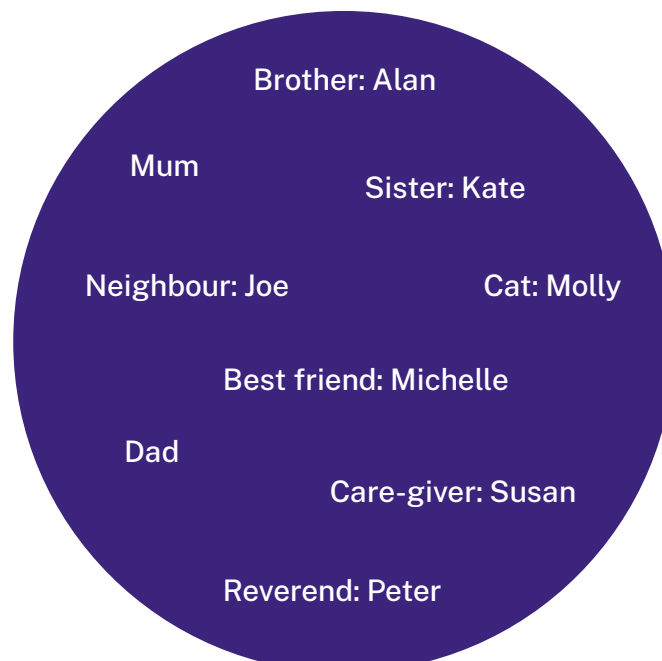 Brother: Alan
Mum
Sister: Kate
Neighbour: Joe
Cat: Molly
Best friend: Michelle
Dad
Care-giver: Susan
Reverend: Peter